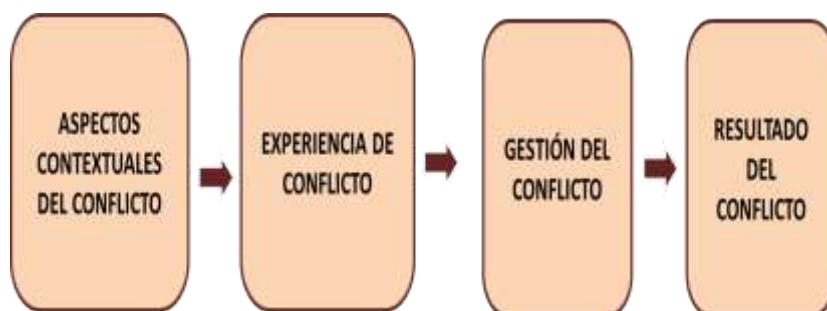 ASPECTOS
CONTEXTUALES
DEL CONFLICTO
EXPERIENCIA DE
CONFLICTO
GESTIÓN DEL
CONFLICTO
RESULTADO
DEL
CONFLICTO